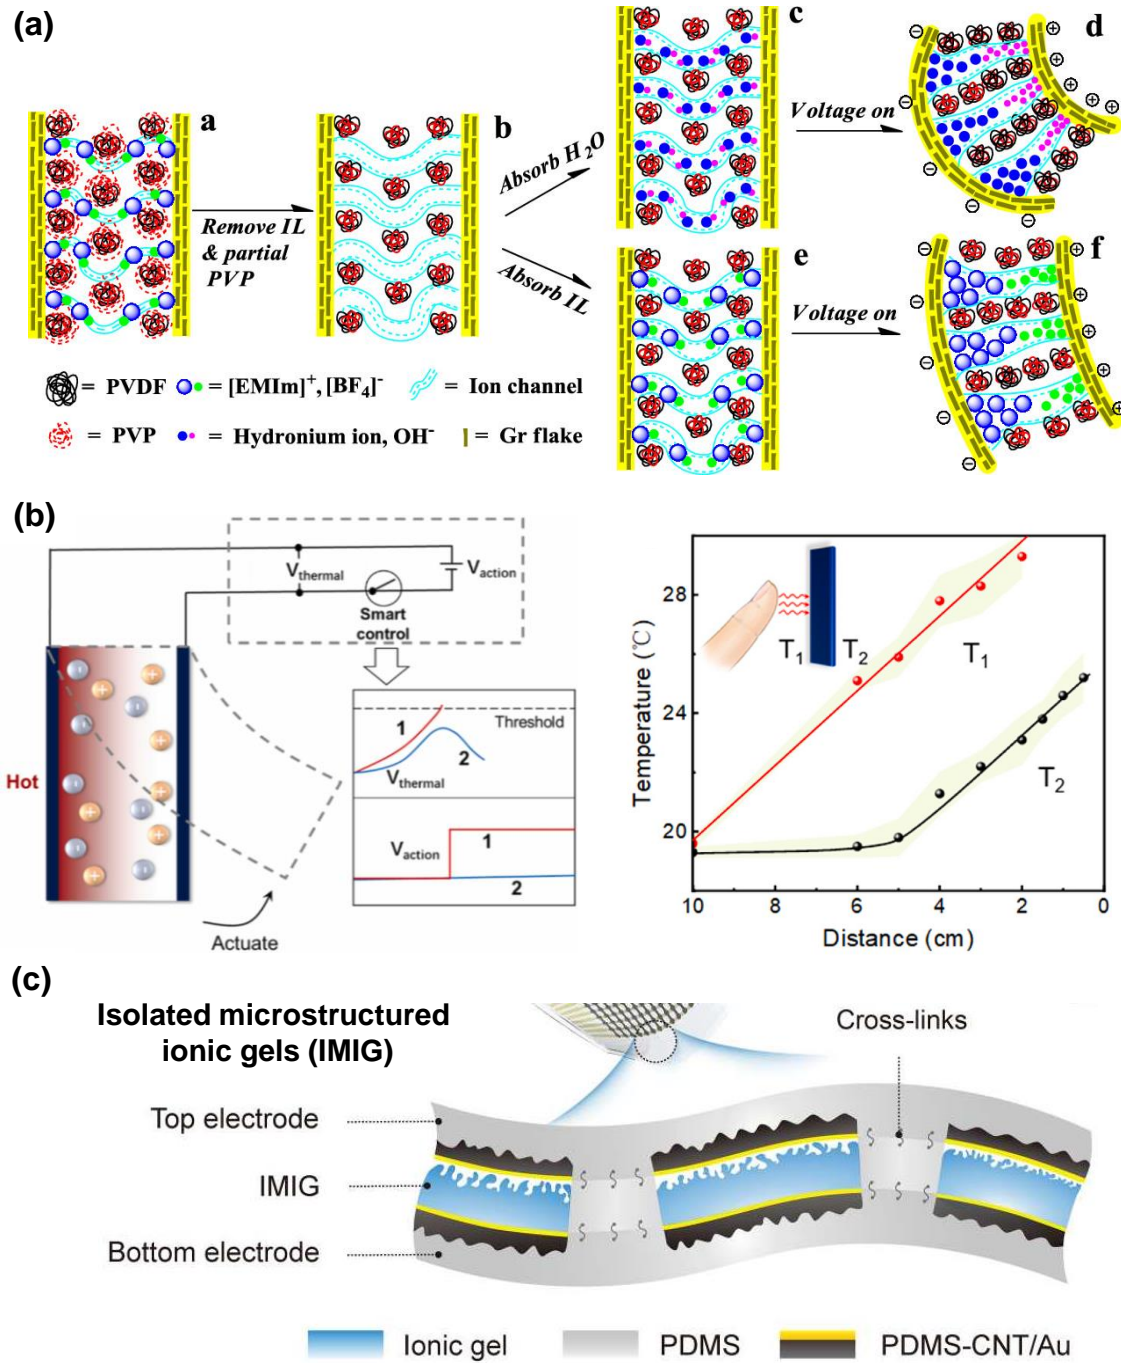 (a)
a
Remove IL
& partial
PVP
b
Absorb H2O
Absorb IL
c
Voltage on
d
e
Voltage on
f
= PVDF
= [EMIm]+, [BF4]-
= Ion channel
= PVP
= Hydronium ion, OH-
= Gr flake
(b)
Vthermal
Vaction
Smart
control
Hot
Actuate
Threshold
1
2
Vthermal
Vaction
1
2
Temperature (℃)
28
24
20
T1
T2
T1
T2
10
8
6
4
2
0
Distance (cm)
(c)
Isolated microstructured
ionic gels (IMIG)
Cross-links
Top electrode
IMIG
Bottom electrode
Ionic gel
PDMS
PDMS-CNT/Au